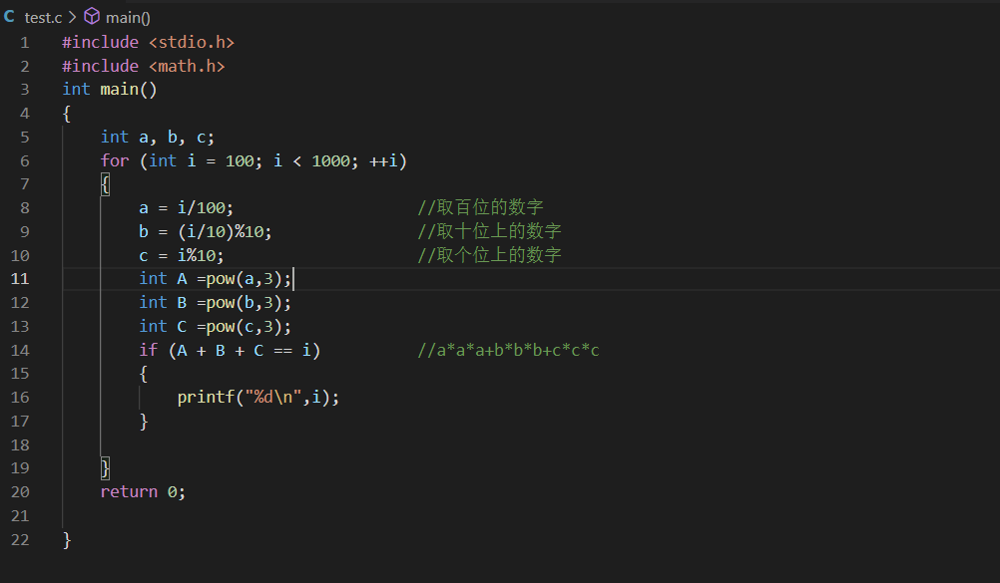 C test.c > main()
1 #include <stdio.h>
2 #include <math.h>
3 int main()
4 {
5     int a, b, c;
6     for (int i = 100; i < 1000; ++i)
7     {
8         a = i/100;                   //取百位的数字
9         b = (i/10)%10;               //取十位上的数字
10         c = i%10;                    //取个位上的数字
11         int A =pow(a,3);
12         int B =pow(b,3);
13         int C =pow(c,3);
14         if (A + B + C == i)          //a*a*a+b*b*b+c*c*c
15         {
16             printf("%d\n",i);
17         }
18
19     }
20     return 0;
21
22 }